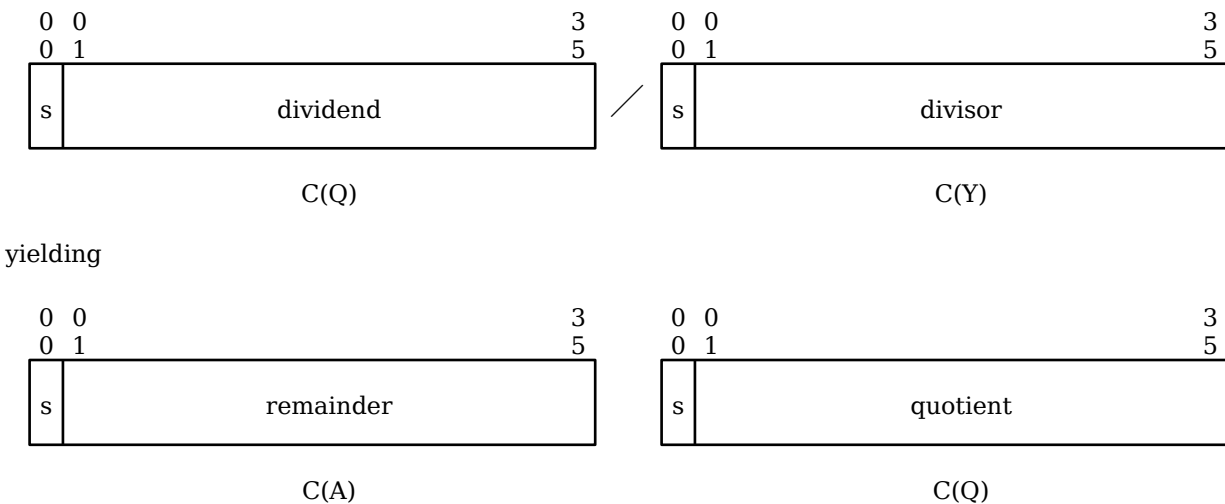 0 0 3 0 0 3
0 1 5 0 1 5
s dividend / s divisor
C(Q) C(Y)
yielding
0 0 3 0 0 3
0 1 5 0 1 5
s remainder s quotient
C(A) C(Q)